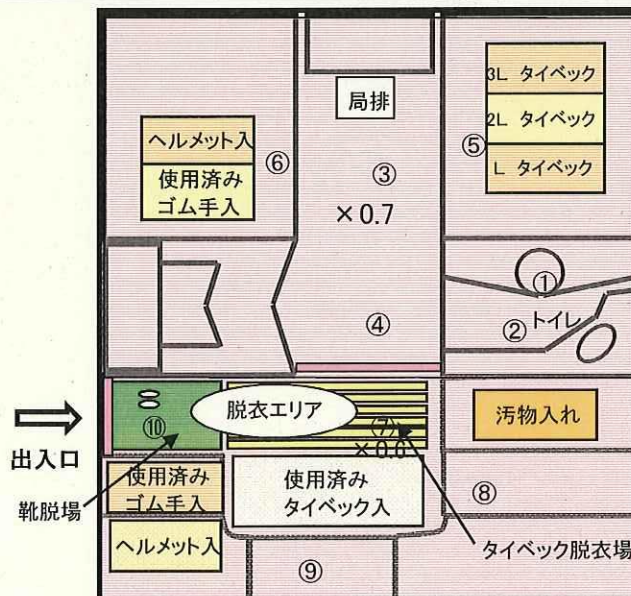 3L タイベック
2L タイベック
L タイベック
⑤
局排
③
×0.7
ヘルメット入
使用済み
ゴム手入
⑥
①
② トイレ
④
出入口
⑩
脱衣エリア
⑦
×0.6
汚物入れ
使用済み
ゴム手入
使用済み
タイベック入
⑧
靴脱場
ヘルメット入
⑨
タイベック脱衣場